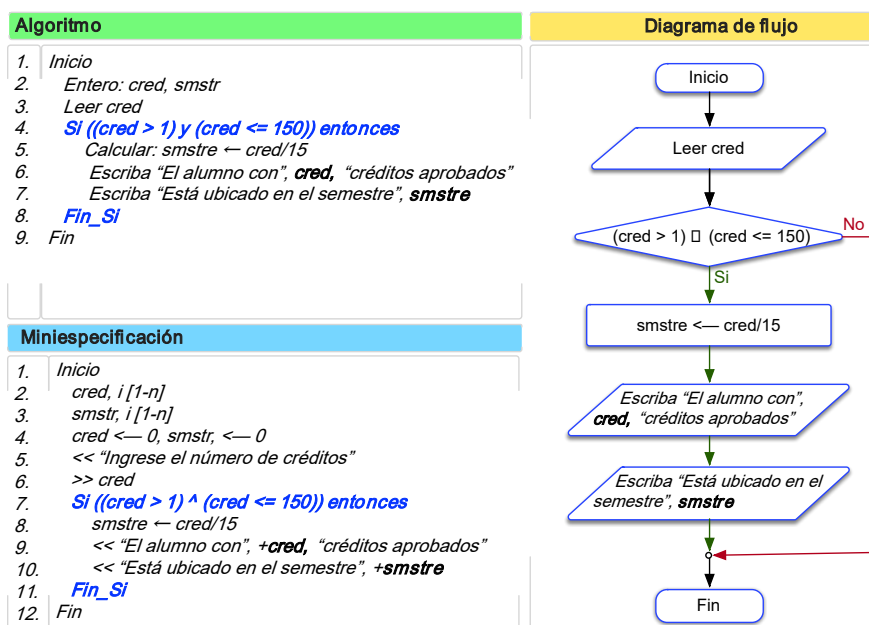 Algoritmo
1. Inicio
2. Entero: cred, smstr
3. Leer cred
4. Si ((cred > 1) y (cred <= 150)) entonces
5. Calcular: smstre ← cred/15
6. Escriba “El alumno con”, cred, “créditos aprobados”
7. Escriba “Está ubicado en el semestre”, smstre
8. Fin_Si
9. Fin
Miniespecificación
1. Inicio
2. cred, i [1-n]
3. smstr, i [1-n]
4. cred <— 0, smstr, <— 0
5. << “Ingrese el número de créditos”
6. >> cred
7. Si ((cred > 1) ^ (cred <= 150)) entonces
8. smstre ← cred/15
9. << “El alumno con”, +cred, “créditos aprobados”
10. << “Está ubicado en el semestre”, +smstre
11. Fin_Si
12. Fin
Diagrama de flujo
Inicio
Leer cred
(cred > 1) ▯ (cred <= 150)
No
Si
smstre <— cred/15
Escriba “El alumno con”,
cred, “créditos aprobados”
Escriba “Está ubicado en el
semestre”, smstre
Fin